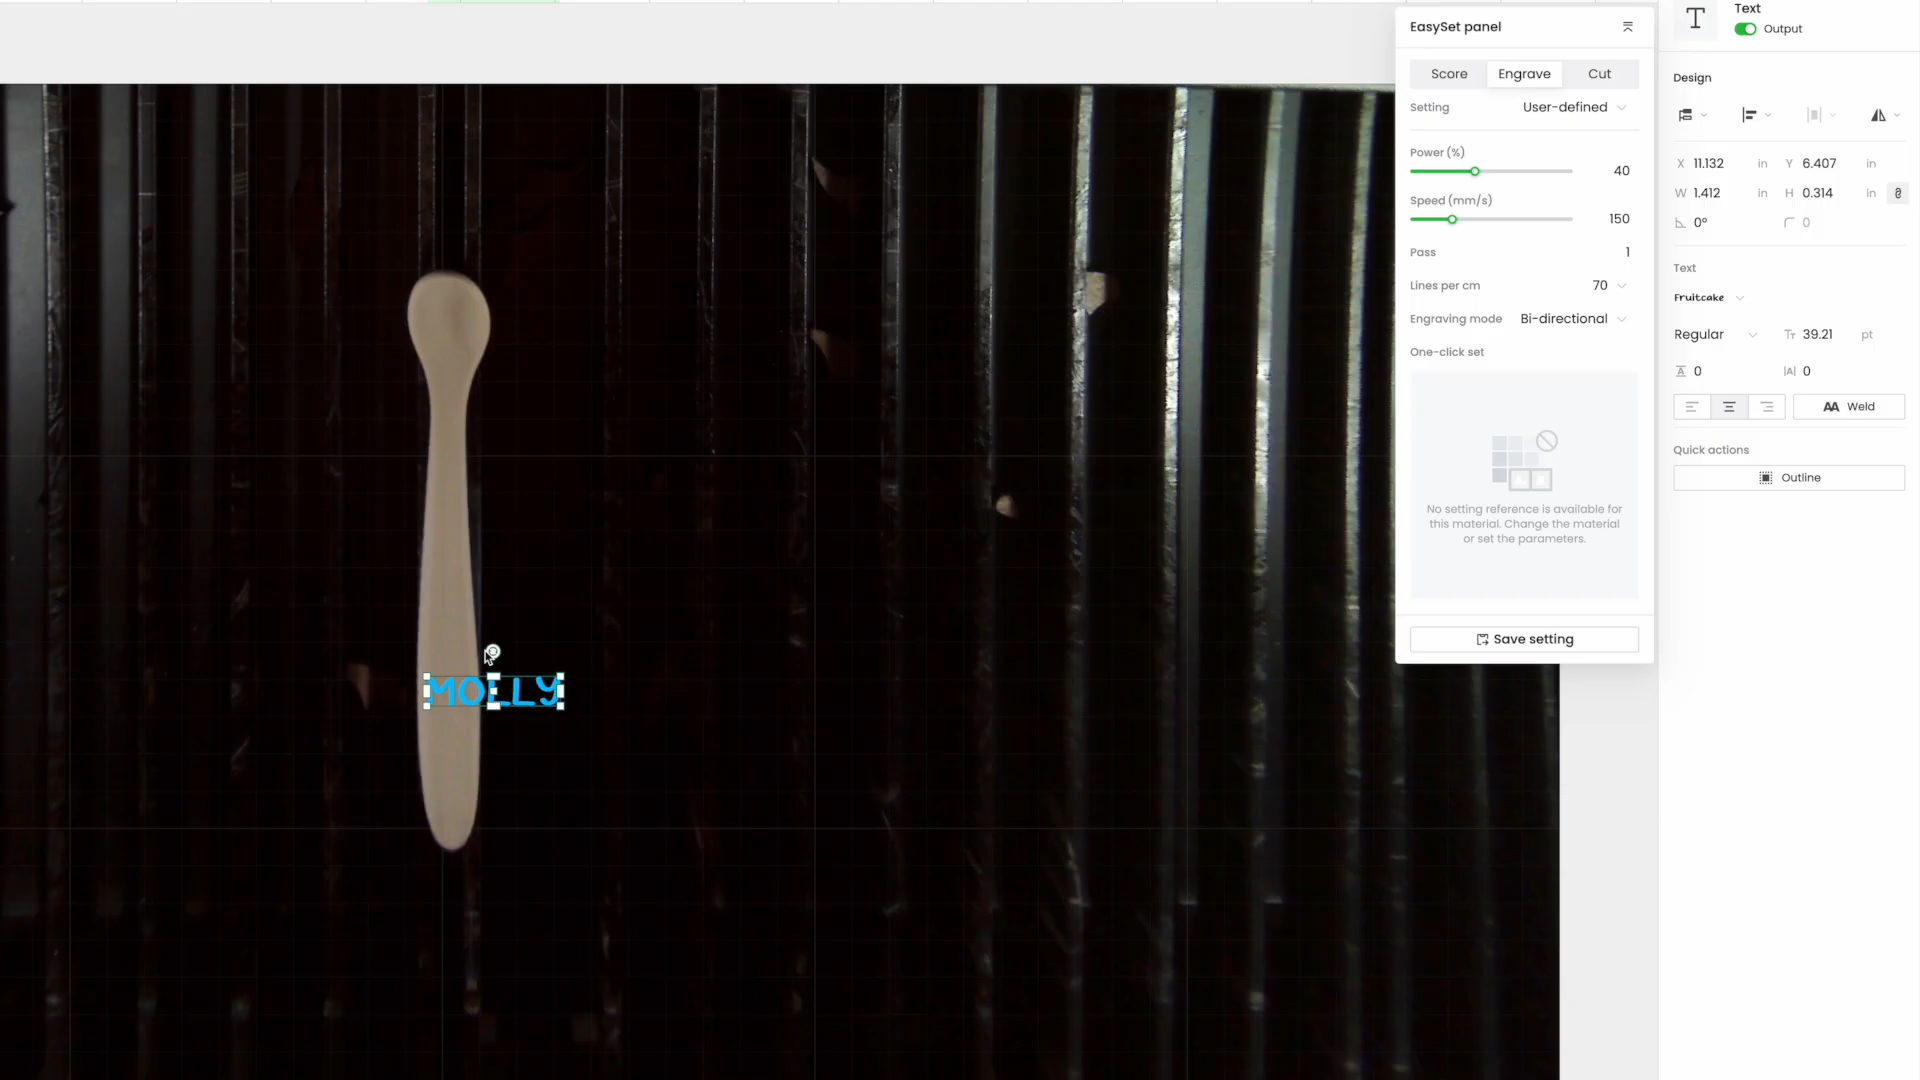 EasySet panel
Score Engrave Cut
Setting User-defined
Power (%)
40
Speed (mm/s)
150
Pass 1
Lines per cm 70
Engraving mode Bi-directional
One-click set
No setting reference is available for
this material. Change the material
or set the parameters.
Save setting
Text
Output
Design
X 11.132 in Y 6.407 in
W 1.412 in H 0.314 in
0° 0
Text
Fruitcake
Regular Tт 39.21 pt
A 0 |A| 0
AA Weld
Quick actions
Outline
MOLLY